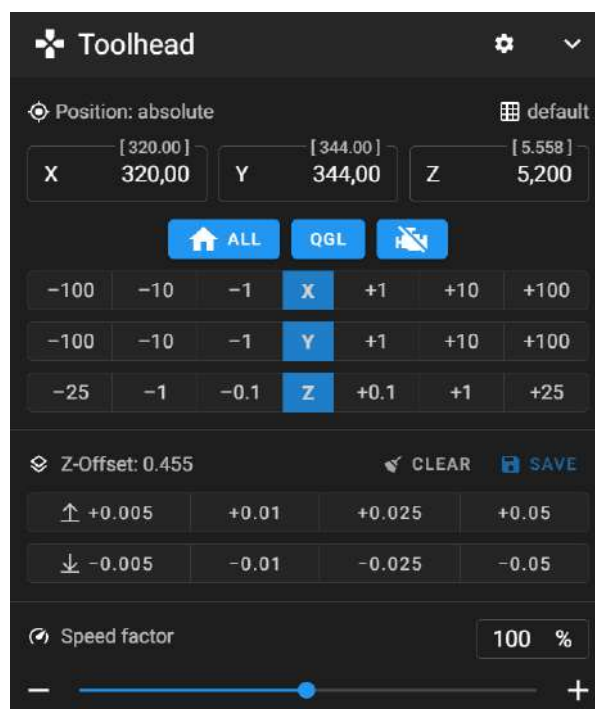 Toolhead
Position: absolute default
[ 320.00 ] [ 344.00 ] [ 5.558 ]
X 320,00 Y 344,00 Z 5,200
ALL QGL
−100 −10 −1 X +1 +10 +100
−100 −10 −1 Y +1 +10 +100
−25 −1 −0.1 Z +0.1 +1 +25
Z-Offset: 0.455 CLEAR SAVE
+0.005 +0.01 +0.025 +0.05
−0.005 −0.01 −0.025 −0.05
Speed factor 100 %
− +